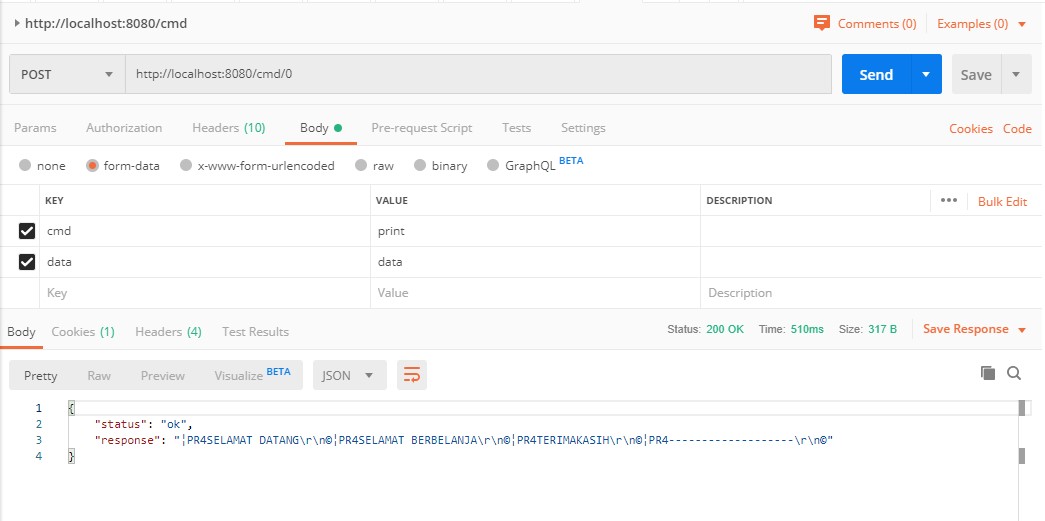 http://localhost:8080/cmd Comments (0) Examples (0)
POST http://localhost:8080/cmd/0 Send Save
Params Authorization Headers (10) Body Pre-request Script Tests Settings Cookies Code
none form-data x-www-form-urlencoded raw binary GraphQL BETA
KEY VALUE DESCRIPTION ••• Bulk Edit
cmd print
data data
Key Value Description
Body Cookies (1) Headers (4) Test Results Status: 200 OK Time: 510ms Size: 317 B Save Response
Pretty Raw Preview Visualize BETA JSON
1 {
2 "status": "ok",
3 "response": "¦PR4SELAMAT DATANG\r\n©¦PR4SELAMAT BERBELANJA\r\n©¦PR4TERIMAKASIH\r\n©¦PR4-------------------\r\n©"
4 }